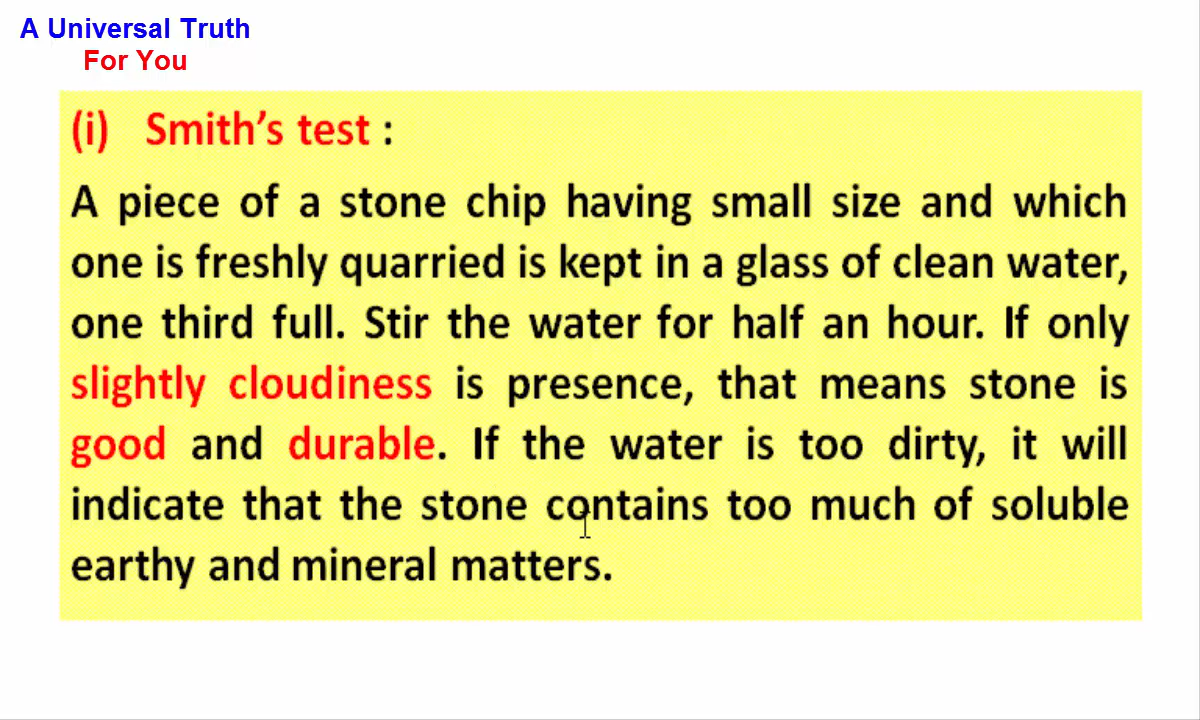 A Universal Truth
For You
(i) Smith's test :
A piece of a stone chip having small size and which
one is freshly quarried is kept in a glass of clean water,
one third full. Stir the water for half an hour. If only
slightly cloudiness is presence, that means stone is
good and durable. If the water is too dirty, it will
indicate that the stone contains too much of soluble
earthy and mineral matters.